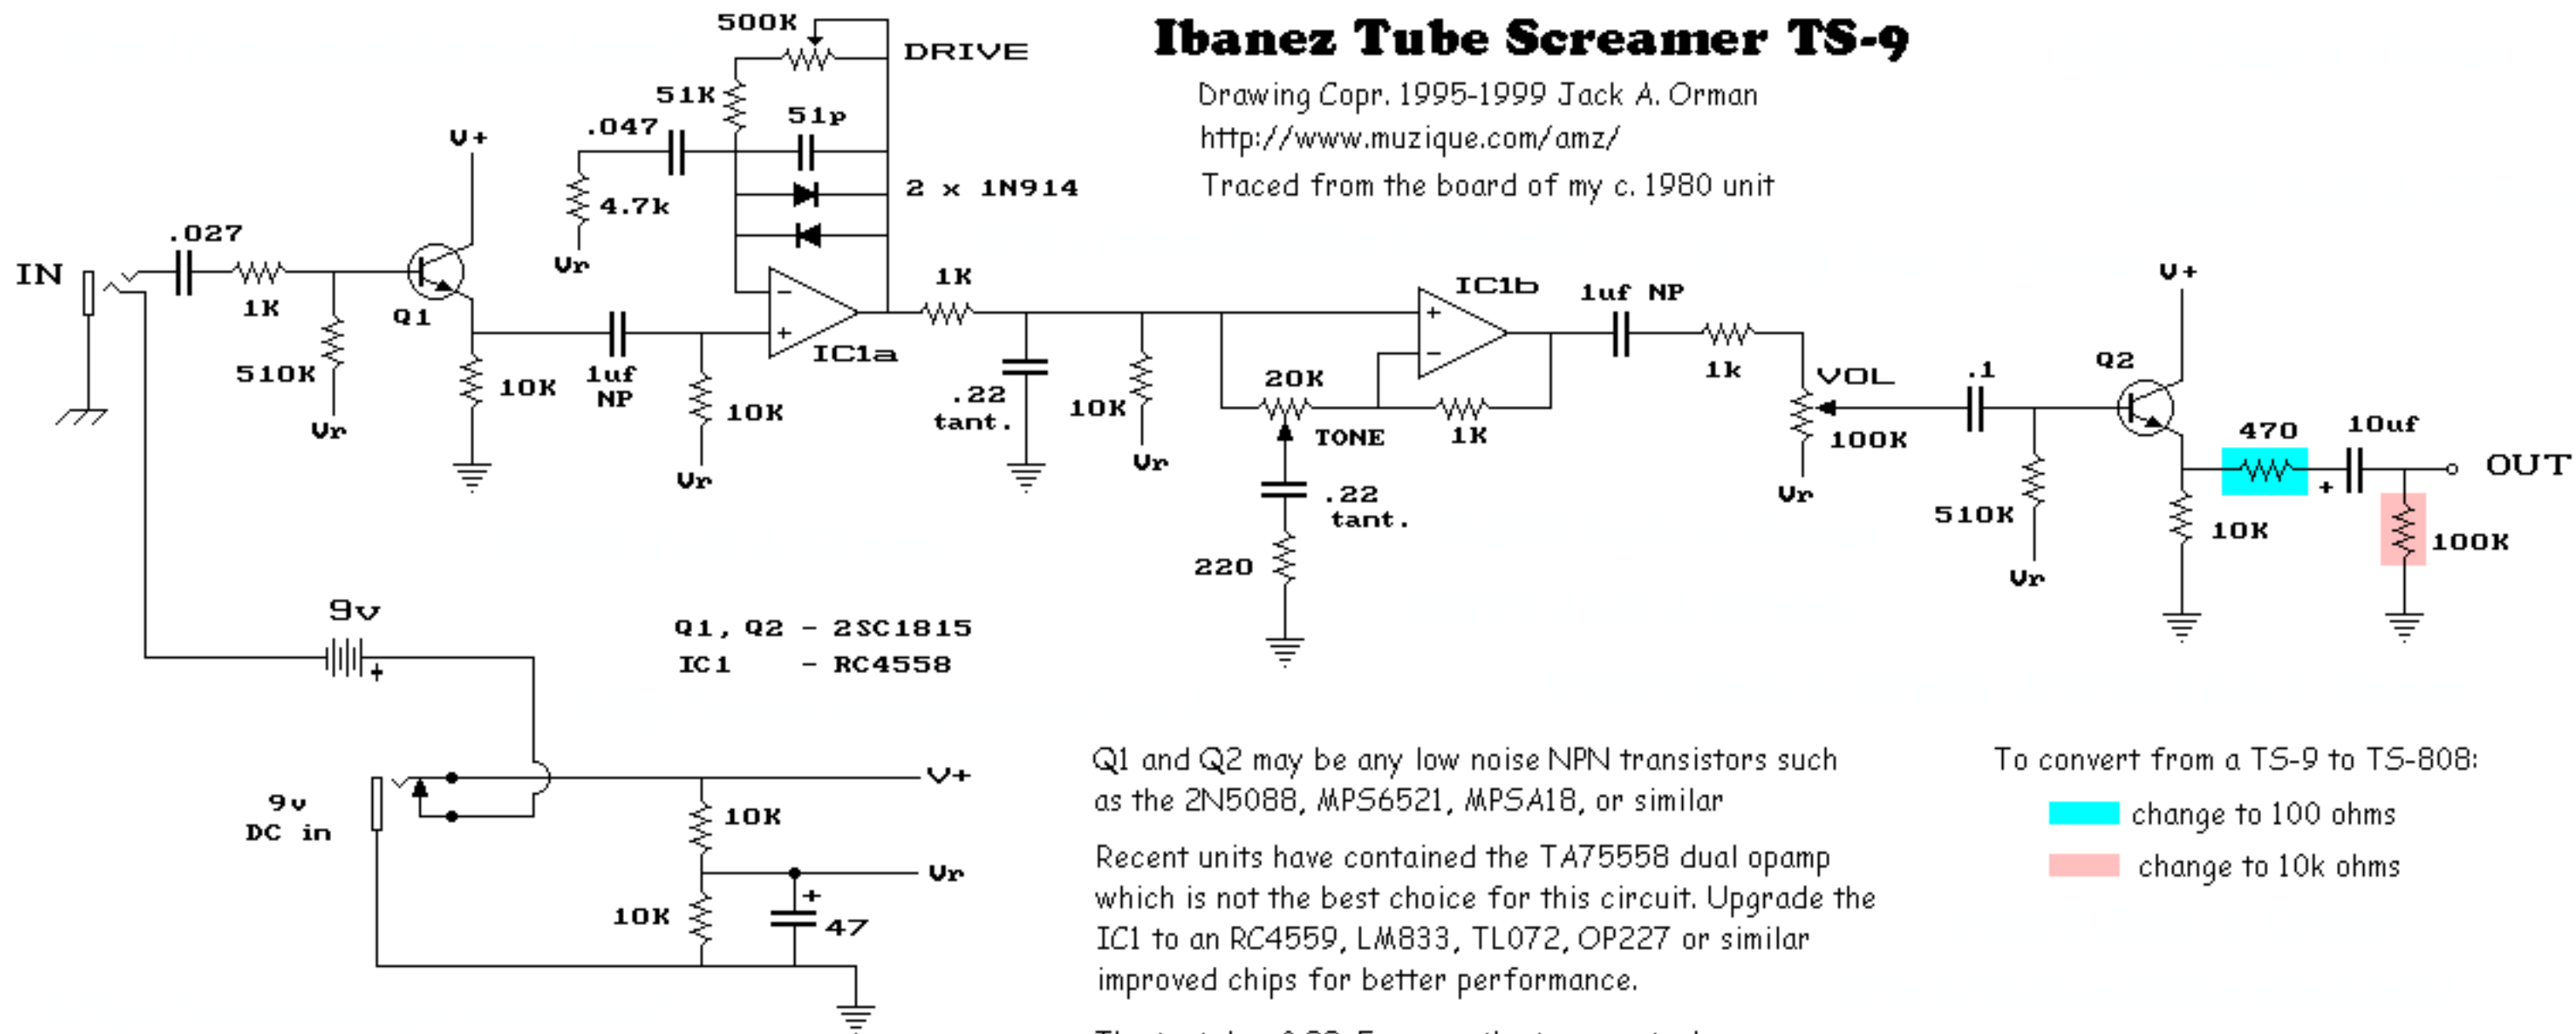 Ibanez Tube Screamer TS-9
Drawing Copr. 1995-1999 Jack A. Orman
http://www.muzique.com/amz/
Traced from the board of my c. 1980 unit
500K
DRIVE
51K
51p
.047
V+
2 x 1N914
4.7k
Vr
.027
IN
1K
Q1
510K
Vr
10K
1uf
NP
10K
Vr
IC1a
1K
.22
tant.
10K
Vr
IC1b
20K
TONE
1K
.22
tant.
220
1uf NP
1k
VOL
100K
Vr
.1
V+
Q2
510K
Vr
470
10uf
+
OUT
10K
100K
9v
+
Q1, Q2 - 2SC1815
IC1 - RC4558
9v
DC in
V+
10K
Vr
10K
+
47
Q1 and Q2 may be any low noise NPN transistors such
as the 2N5088, MPS6521, MPSA18, or similar
Recent units have contained the TA75558 dual opamp
which is not the best choice for this circuit. Upgrade the
IC1 to an RC4559, LM833, TL072, OP227 or similar
improved chips for better performance.
To convert from a TS-9 to TS-808:
change to 100 ohms
change to 10k ohms